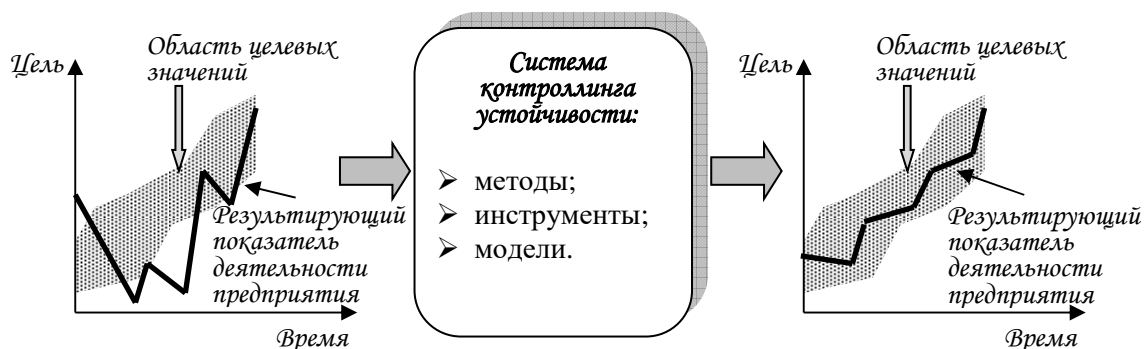 Цель
Область целевых
значений
Результирующий
показатель
деятельности
предприятия
Время
Система
контроллинга
устойчивости:
➢ методы;
➢ инструменты;
➢ модели.
Цель
Область целевых
значений
Результирующий
показатель
деятельности
предприятия
Время